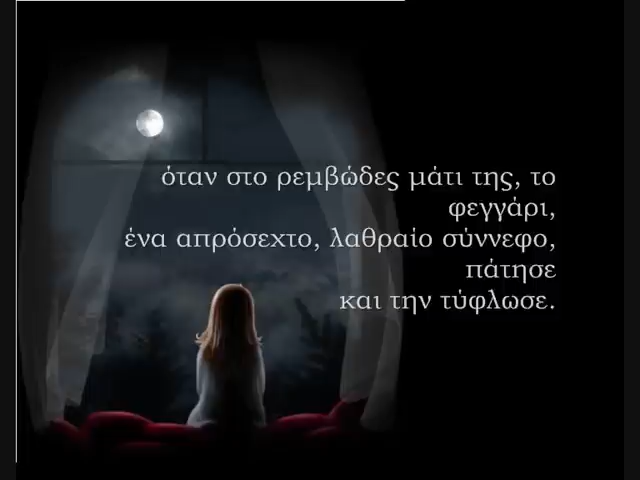 όταν στο ρεμβώδες μάτι της, το
φεγγάρι,
ένα απρόσεχτο, λαθραίο σύννεφο,
πάτησε
και την τύφλωσε.